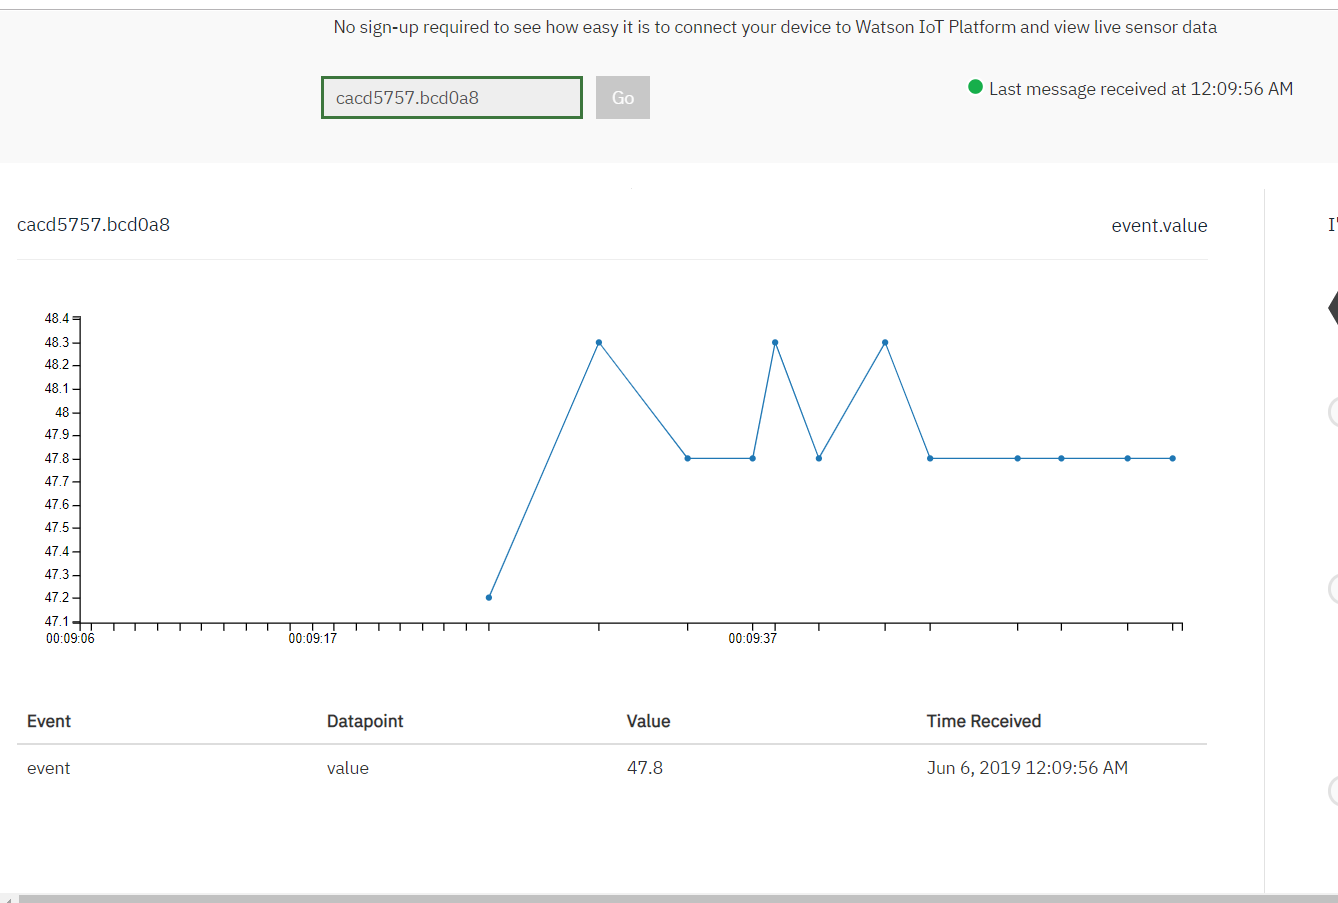 No sign-up required to see how easy it is to connect your device to Watson IoT Platform and view live sensor data
cacd5757.bcd0a8
Go
Last message received at 12:09:56 AM
cacd5757.bcd0a8
event.value
48.4
48.3
48.2
48.1
48
47.9
47.8
47.7
47.6
47.5
47.4
47.3
47.2
47.1
00:09:06 00:09:17 00:09:37
Event Datapoint Value Time Received
event value 47.8 Jun 6, 2019 12:09:56 AM